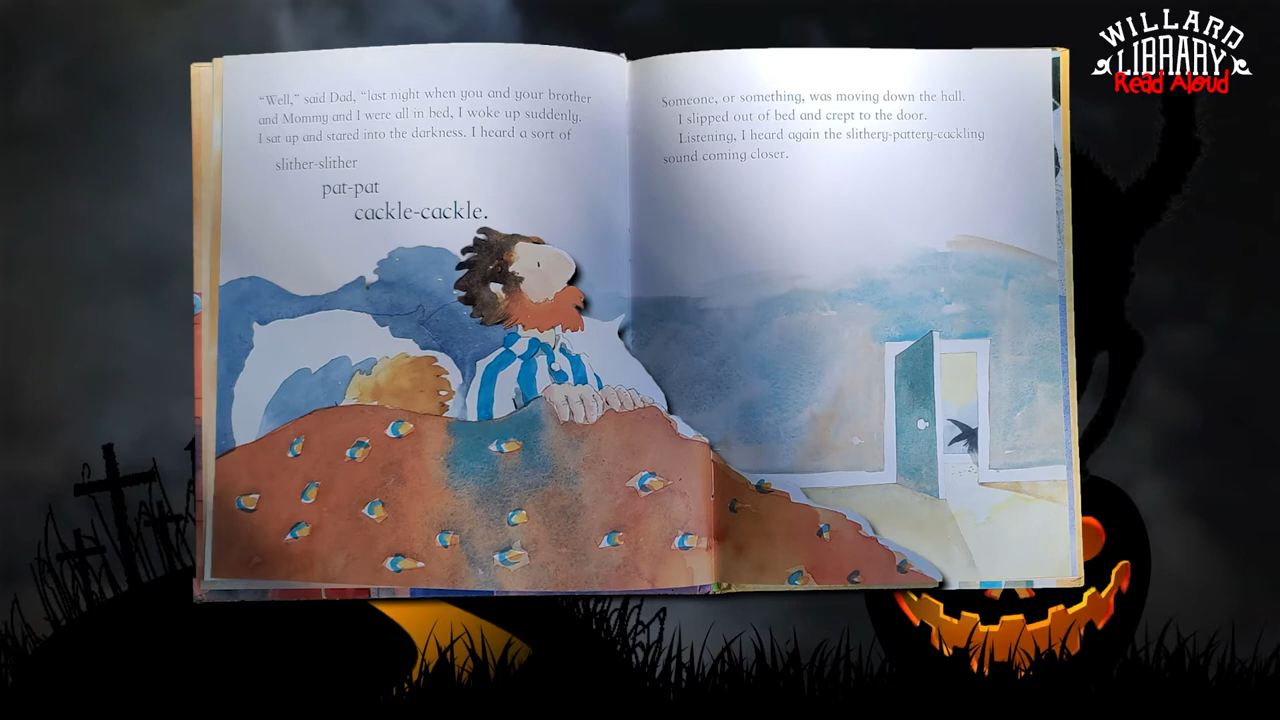 WILLARD
LIBRARY
Read Aloud
“Well,” said Dad, “last night when you and your brother
and Mommy and I were all in bed, I woke up suddenly.
I sat up and stared into the darkness. I heard a sort of
slither-slither
pat-pat
cackle-cackle.
Someone, or something, was moving down the hall.
I slipped out of bed and crept to the door.
Listening, I heard again the slithery-pattery-cackling
sound coming closer.